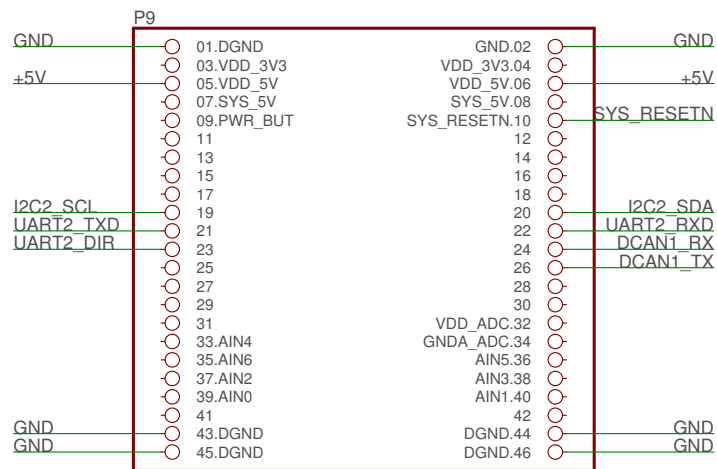 P9
GND 01.DGND GND.02 GND
03.VDD_3V3 VDD_3V3.04
+5V 05.VDD_5V VDD_5V.06 +5V
07.SYS_5V SYS_5V.08
09.PWR_BUT SYS_RESETN.10 SYS_RESETN
11 12
13 14
15 16
17 18
I2C2_SCL 19 20 I2C2_SDA
UART2_TXD 21 22 UART2_RXD
UART2_DIR 23 24 DCAN1_RX
25 26 DCAN1_TX
27 28
29 30
31 VDD_ADC.32
33.AIN4 GNDA_ADC.34
35.AIN6 AIN5.36
37.AIN2 AIN3.38
39.AIN0 AIN1.40
41 42
GND 43.DGND DGND.44 GND
GND 45.DGND DGND.46 GND